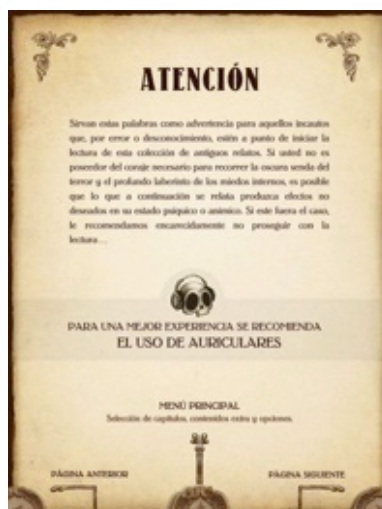 ATENCIÓN
Sirvan estas palabras como advertencia para aquellos incautos
que, por error o desconocimiento, estén a punto de iniciar la
lectura de esta colección de antiguos relatos. Si usted no es
poseedor del coraje necesario para recorrer la oscura senda del
terror y el profundo laberinto de los miedos internos, es posible
que lo que a continuación se relata produzca efectos no
deseados en su estado psíquico o anímico. Si este fuera el caso,
le recomendamos encarecidamente no proseguir con la
lectura...
PARA UNA MEJOR EXPERIENCIA SE RECOMIENDA
EL USO DE AURICULARES
MENÚ PRINCIPAL
Selección de capítulos, contenidos extra y opciones.
PÁGINA ANTERIOR
PÁGINA SIGUIENTE